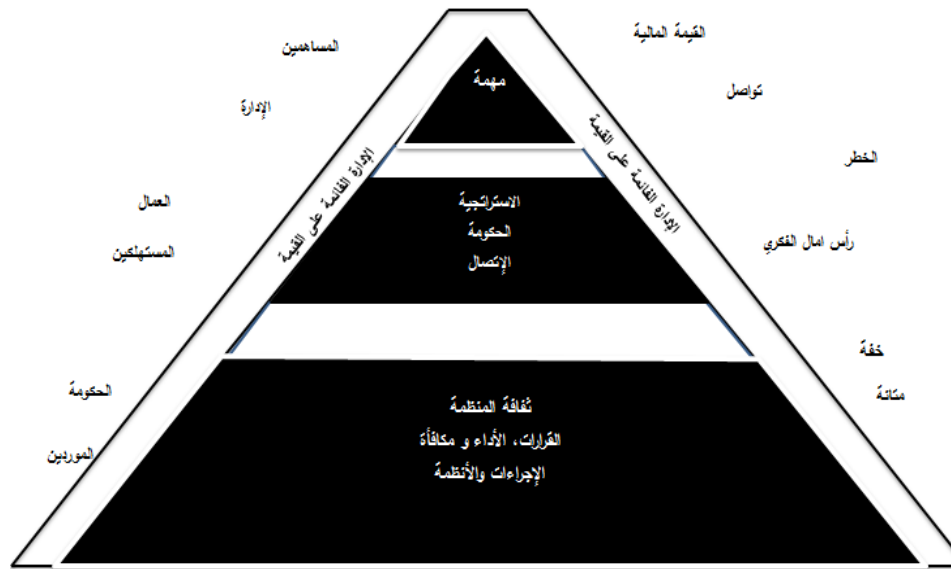 القيمة المالية
المساهمين
مهمة
تواصل
الإدارة
الإدارة القائمة على القيمة
الإدارة القائمة على القيمة
الخطر
العمال
الاستراتجية
الحكومة
رأس امال الفكري
المستهلكين
الإتصال
خفة
الحكومة
متانة
ثقافة المنظمة
القرارات، الأداء و مكافأة
الموردين
الإجراءات والأنظمة